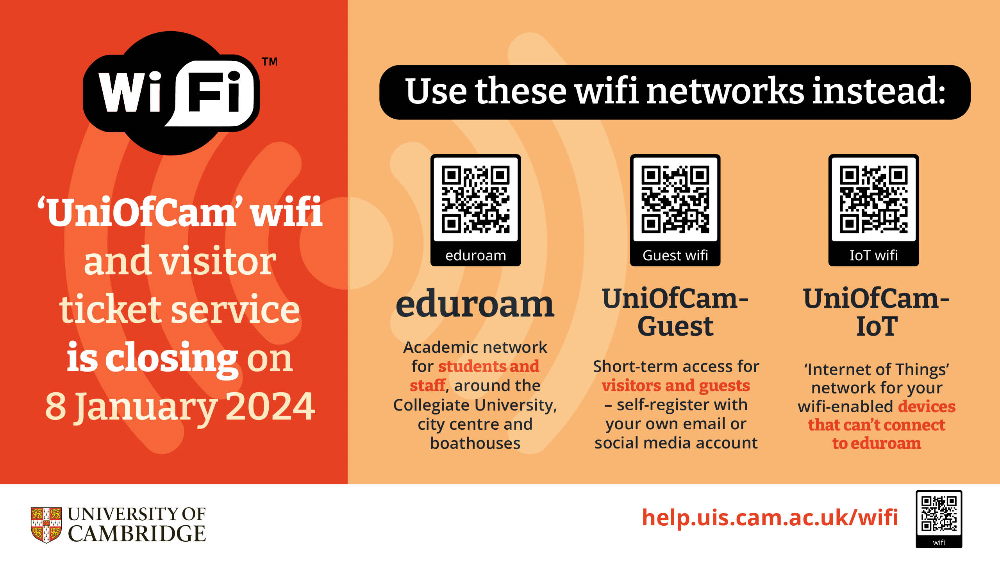 WiFi™
‘UniOfCam’ wifi
and visitor
ticket service
is closing on
8 January 2024
Use these wifi networks instead:
eduroam
eduroam
Academic network
for students and
staff, around the
Collegiate University,
city centre and
boathouses
Guest wifi
UniOfCam-
Guest
Short-term access for
visitors and guests
– self-register with
your own email or
social media account
IoT wifi
UniOfCam-
IoT
‘Internet of Things’
network for your
wifi-enabled devices
that can’t connect
to eduroam
UNIVERSITY OF
CAMBRIDGE
help.uis.cam.ac.uk/wifi
wifi